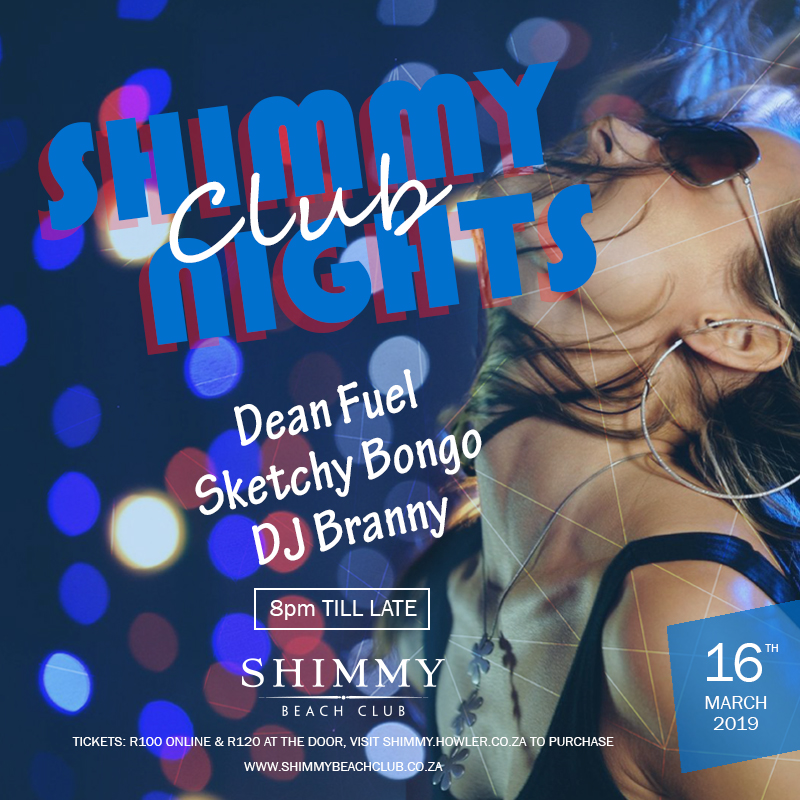 SHIMMY
Club
NIGHTS
Dean Fuel
Sketchy Bongo
DJ Branny
8pm TILL LATE
SHIMMY
BEACH CLUB
16TH
MARCH
2019
TICKETS: R100 ONLINE & R120 AT THE DOOR, VISIT SHIMMY.HOWLER.CO.ZA TO PURCHASE
WWW.SHIMMYBEACHCLUB.CO.ZA